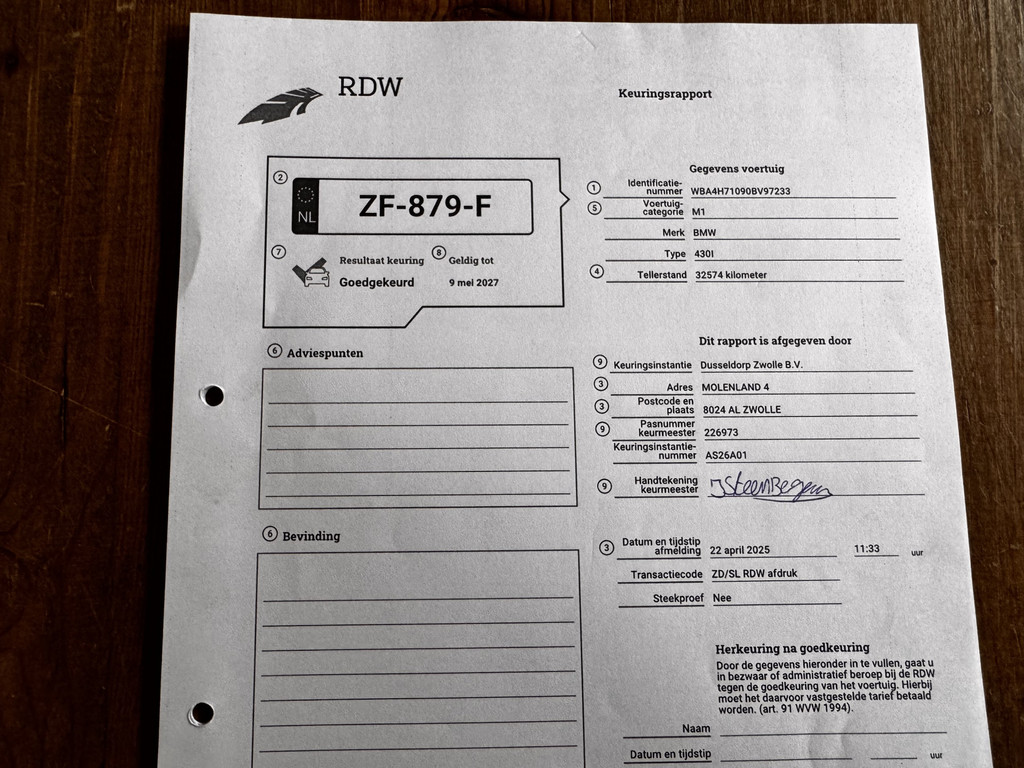 RDW
Keuringsrapport
2
NL
ZF-879-F
7
Resultaat keuring
Goedgekeurd
8
Geldig tot
9 mei 2027
Gegevens voertuig
1 Identificatie-
nummer WBA4H71090BV97233
5 Voertuig-
categorie M1
Merk BMW
Type 430I
4 Tellerstand 32574 kilometer
6 Adviespunten
Dit rapport is afgegeven door
9 Keuringsinstantie Dusseldorp Zwolle B.V.
3 Adres MOLENLAND 4
3 Postcode en
plaats 8024 AL ZWOLLE
9 Pasnummer
keurmeester 226973
Keuringsinstantie-
nummer AS26A01
9 Handtekening
keurmeester
6 Bevinding
3 Datum en tijdstip
afmelding 22 april 2025 11:33 uur
Transactiecode ZD/SL RDW afdruk
Steekproef Nee
Herkeuring na goedkeuring
Door de gegevens hieronder in te vullen, gaat u
in bezwaar of administratief beroep bij de RDW
tegen de goedkeuring van het voertuig. Hierbij
moet het daarvoor vastgestelde tarief betaald
worden. (art. 91 WVW 1994).
Naam
Datum en tijdstip uur